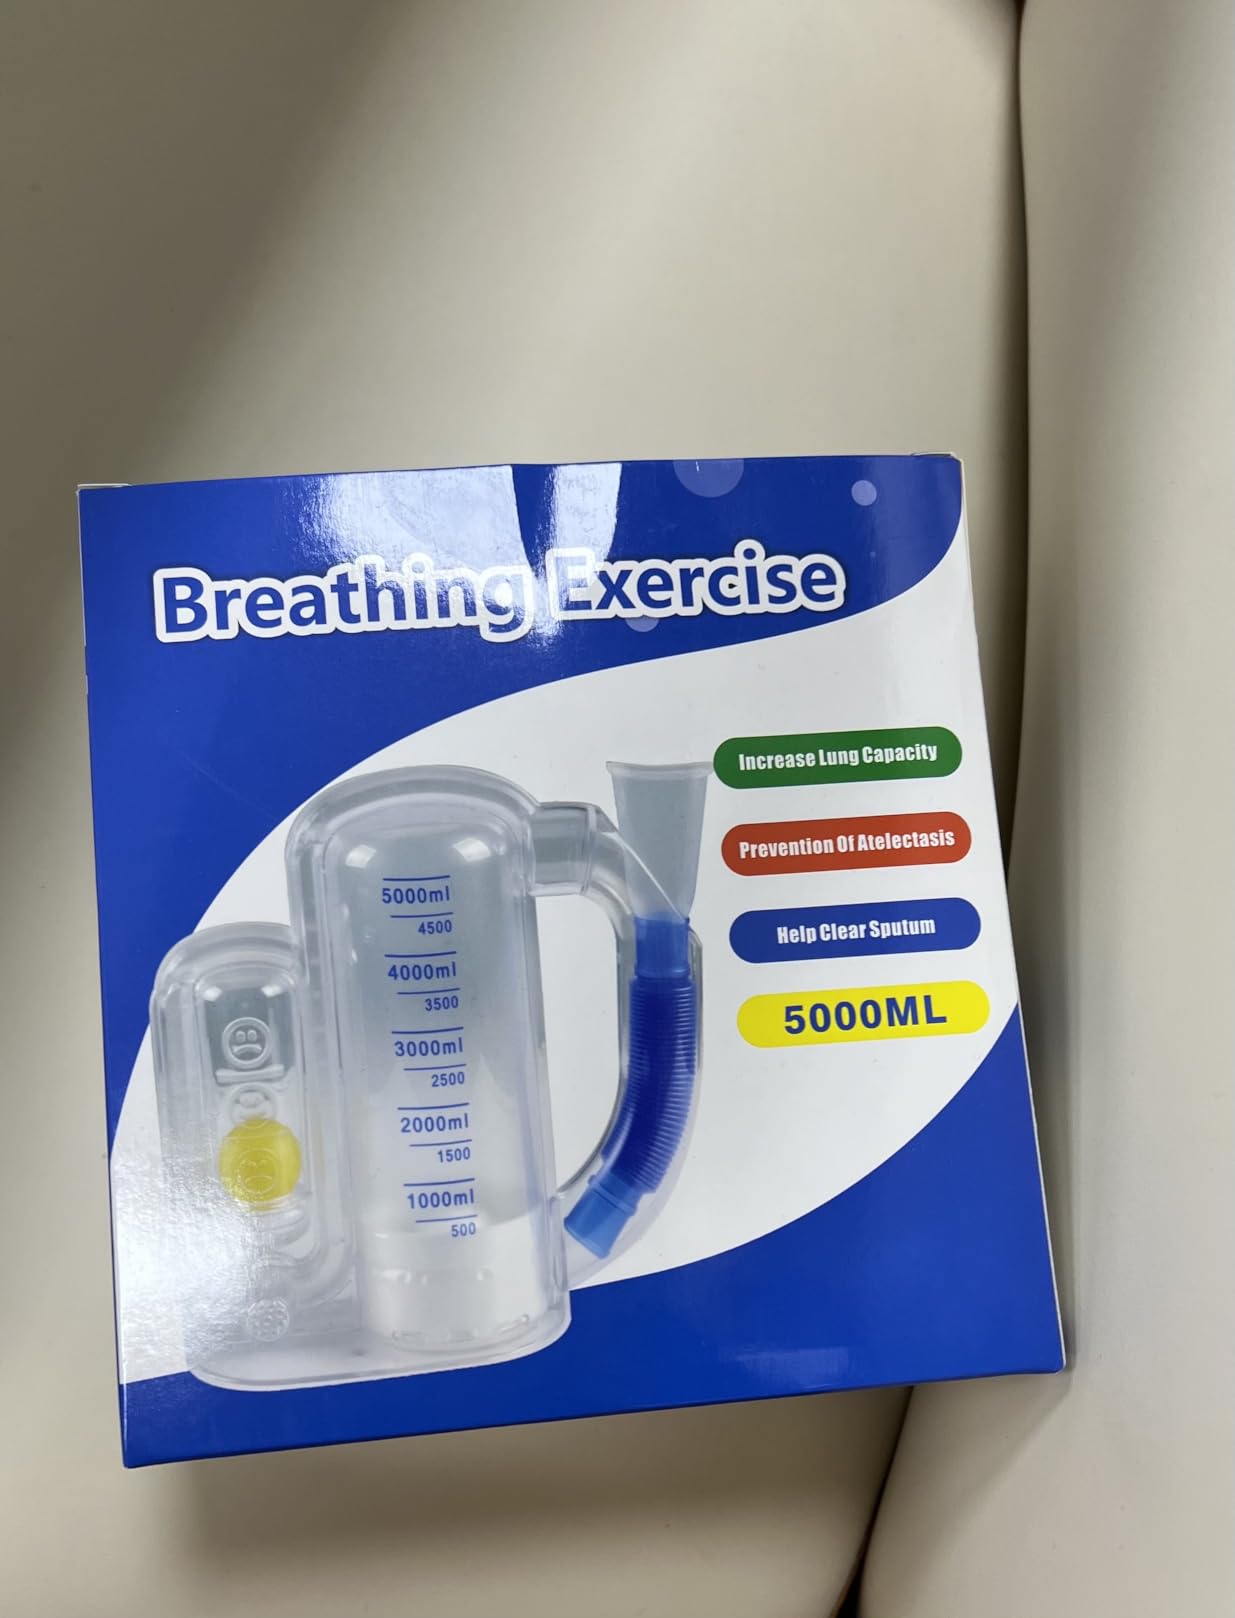 Breathing Exercise
Increase Lung Capacity
Prevention Of Atelectasis
Help Clear Sputum
5000ML
5000ml
4500
4000ml
3500
3000ml
2500
2000ml
1500
1000ml
500